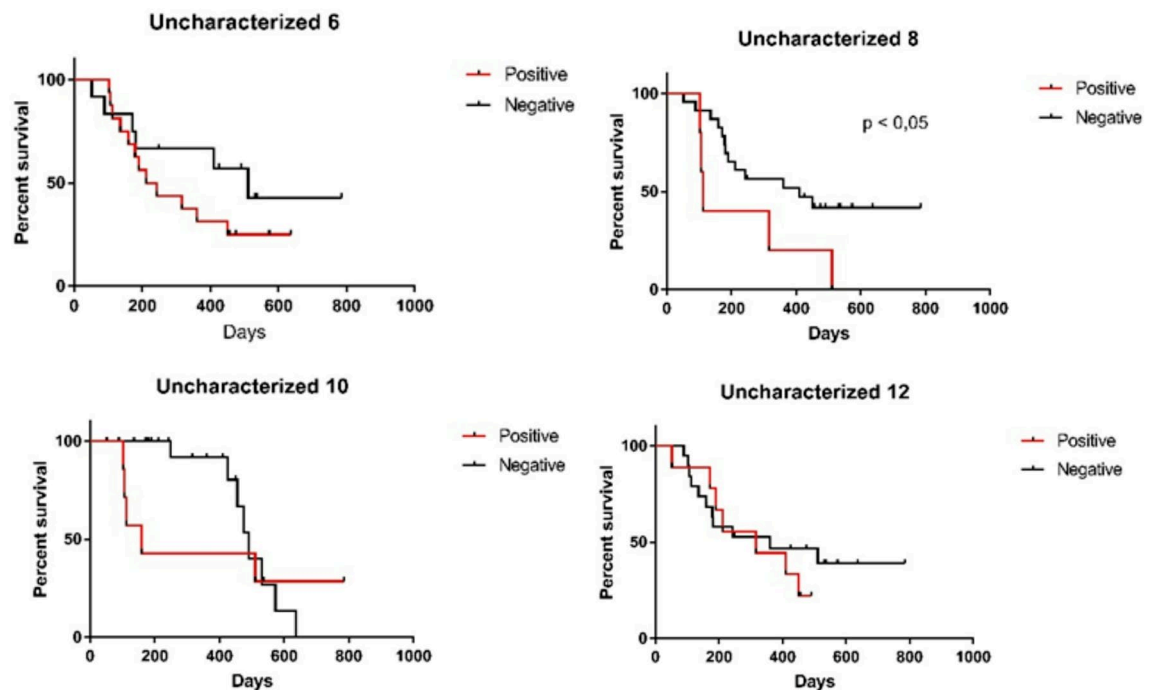 Uncharacterized 6
Positive
Negative
Percent survival
100
50
0
0 200 400 600 800 1000
Days
Uncharacterized 8
Positive
Negative
p < 0,05
Percent survival
100
50
0
0 200 400 600 800 1000
Days
Uncharacterized 10
Positive
Negative
Percent survival
100
50
0
0 200 400 600 800 1000
Days
Uncharacterized 12
Positive
Negative
Percent survival
100
50
0
0 200 400 600 800 1000
Days